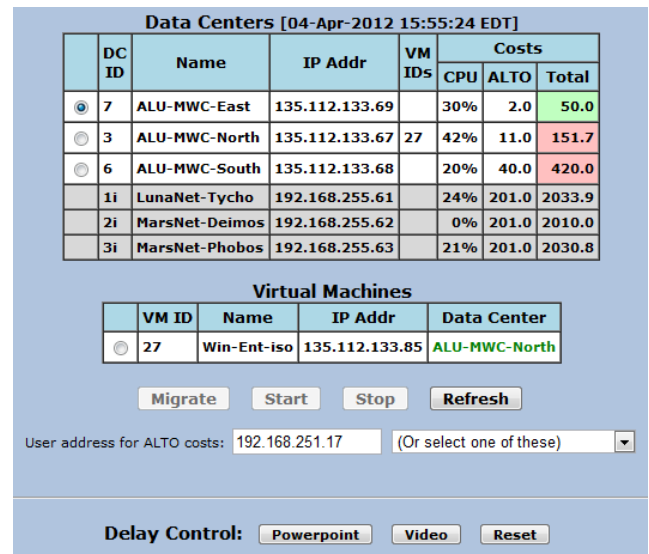 Data Centers [04-Apr-2012 15:55:24 EDT]
DC ID Name IP Addr VM IDs Costs
CPU ALTO Total
7 ALU-MWC-East 135.112.133.69 30% 2.0 50.0
3 ALU-MWC-North 135.112.133.67 27 42% 11.0 151.7
6 ALU-MWC-South 135.112.133.68 20% 40.0 420.0
1i LunaNet-Tycho 192.168.255.61 24% 201.0 2033.9
2i MarsNet-Deimos 192.168.255.62 0% 201.0 2010.0
3i MarsNet-Phobos 192.168.255.63 21% 201.0 2030.8
Virtual Machines
VM ID Name IP Addr Data Center
27 Win-Ent-iso 135.112.133.85 ALU-MWC-North
Migrate Start Stop Refresh
User address for ALTO costs: 192.168.251.17 (Or select one of these)
Delay Control: Powerpoint Video Reset